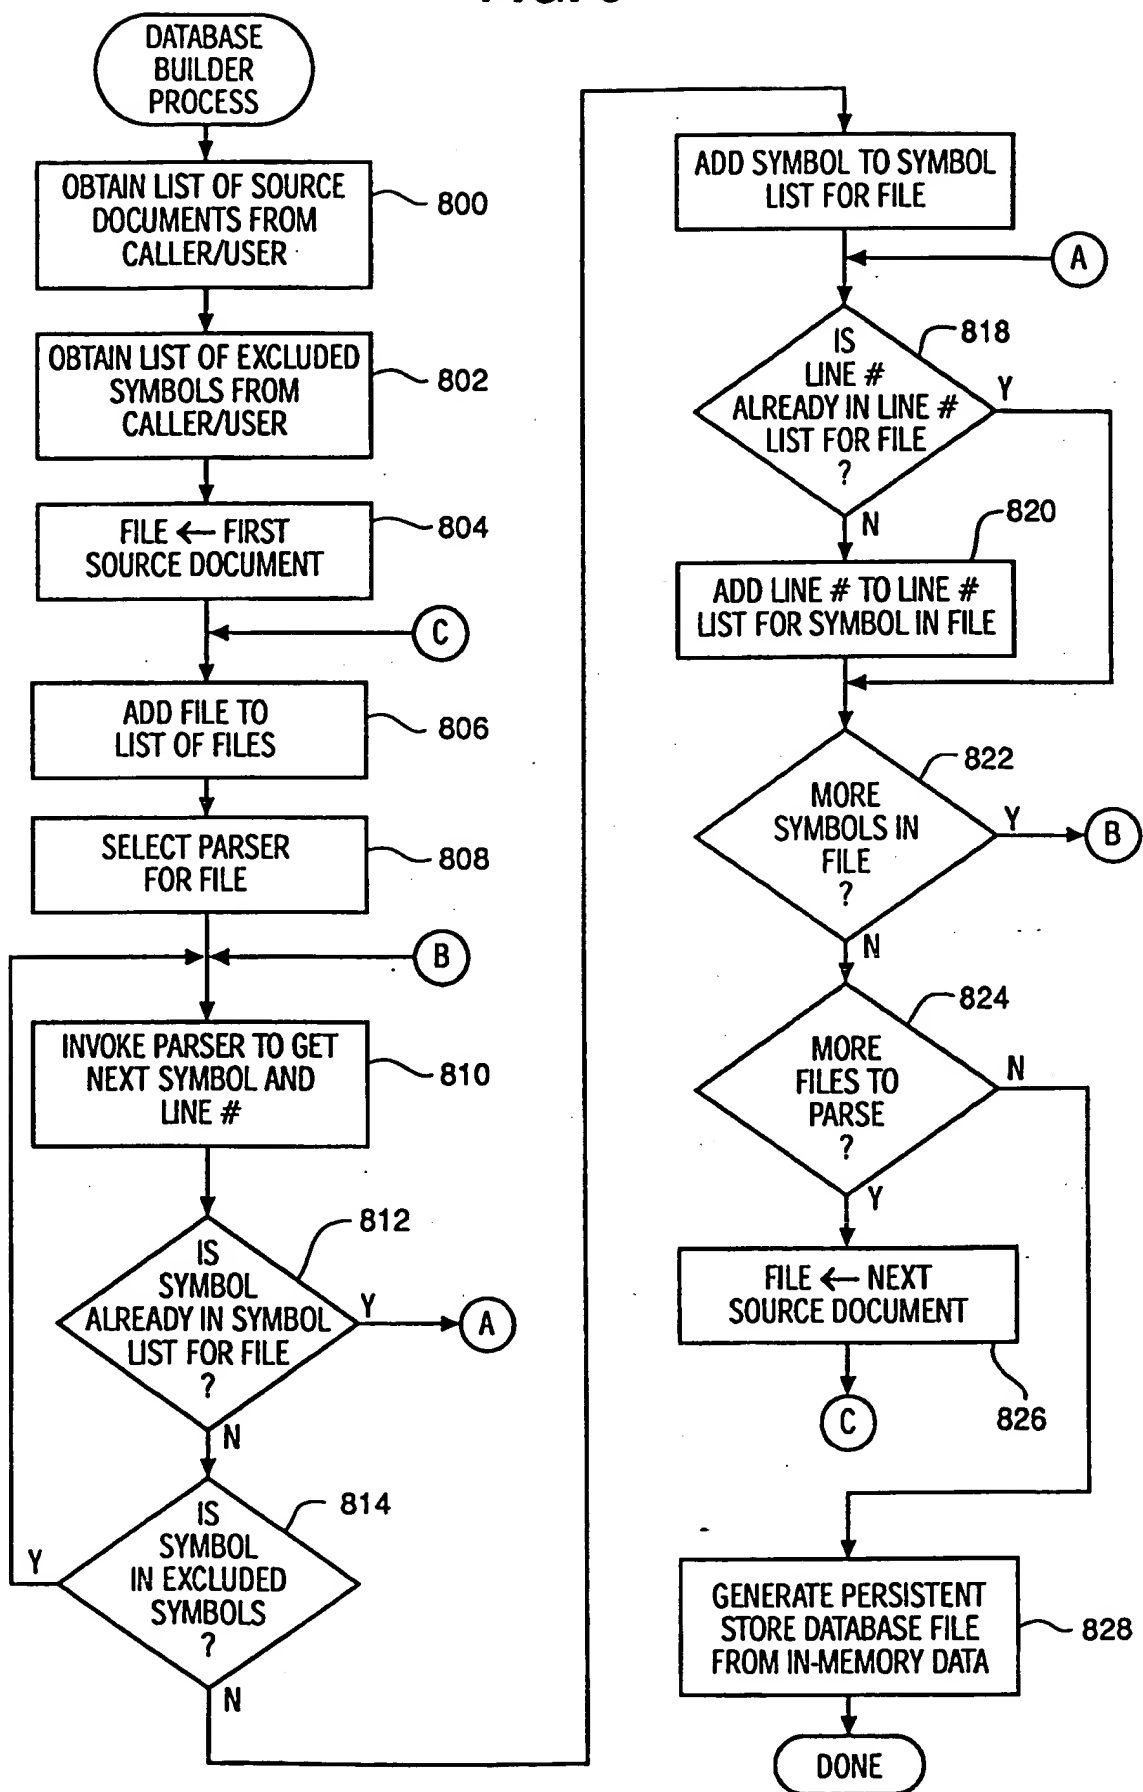 DATABASE
BUILDER
PROCESS
OBTAIN LIST OF SOURCE
DOCUMENTS FROM
CALLER/USER
800
OBTAIN LIST OF EXCLUDED
SYMBOLS FROM
CALLER/USER
802
FILE ← FIRST
SOURCE DOCUMENT
804
C
ADD FILE TO
LIST OF FILES
806
SELECT PARSER
FOR FILE
808
B
INVOKE PARSER TO GET
NEXT SYMBOL AND
LINE #
810
IS
SYMBOL
ALREADY IN SYMBOL
LIST FOR FILE
?
812
Y
A
N
IS
SYMBOL
IN EXCLUDED
SYMBOLS
?
814
Y
N
ADD SYMBOL TO SYMBOL
LIST FOR FILE
A
IS
LINE #
ALREADY IN LINE #
LIST FOR FILE
?
818
Y
N
820
ADD LINE # TO LINE #
LIST FOR SYMBOL IN FILE
MORE
SYMBOLS IN
FILE
?
822
Y
B
N
824
MORE
FILES TO
PARSE
?
N
Y
FILE ← NEXT
SOURCE DOCUMENT
826
C
GENERATE PERSISTENT
STORE DATABASE FILE
FROM IN-MEMORY DATA
828
DONE